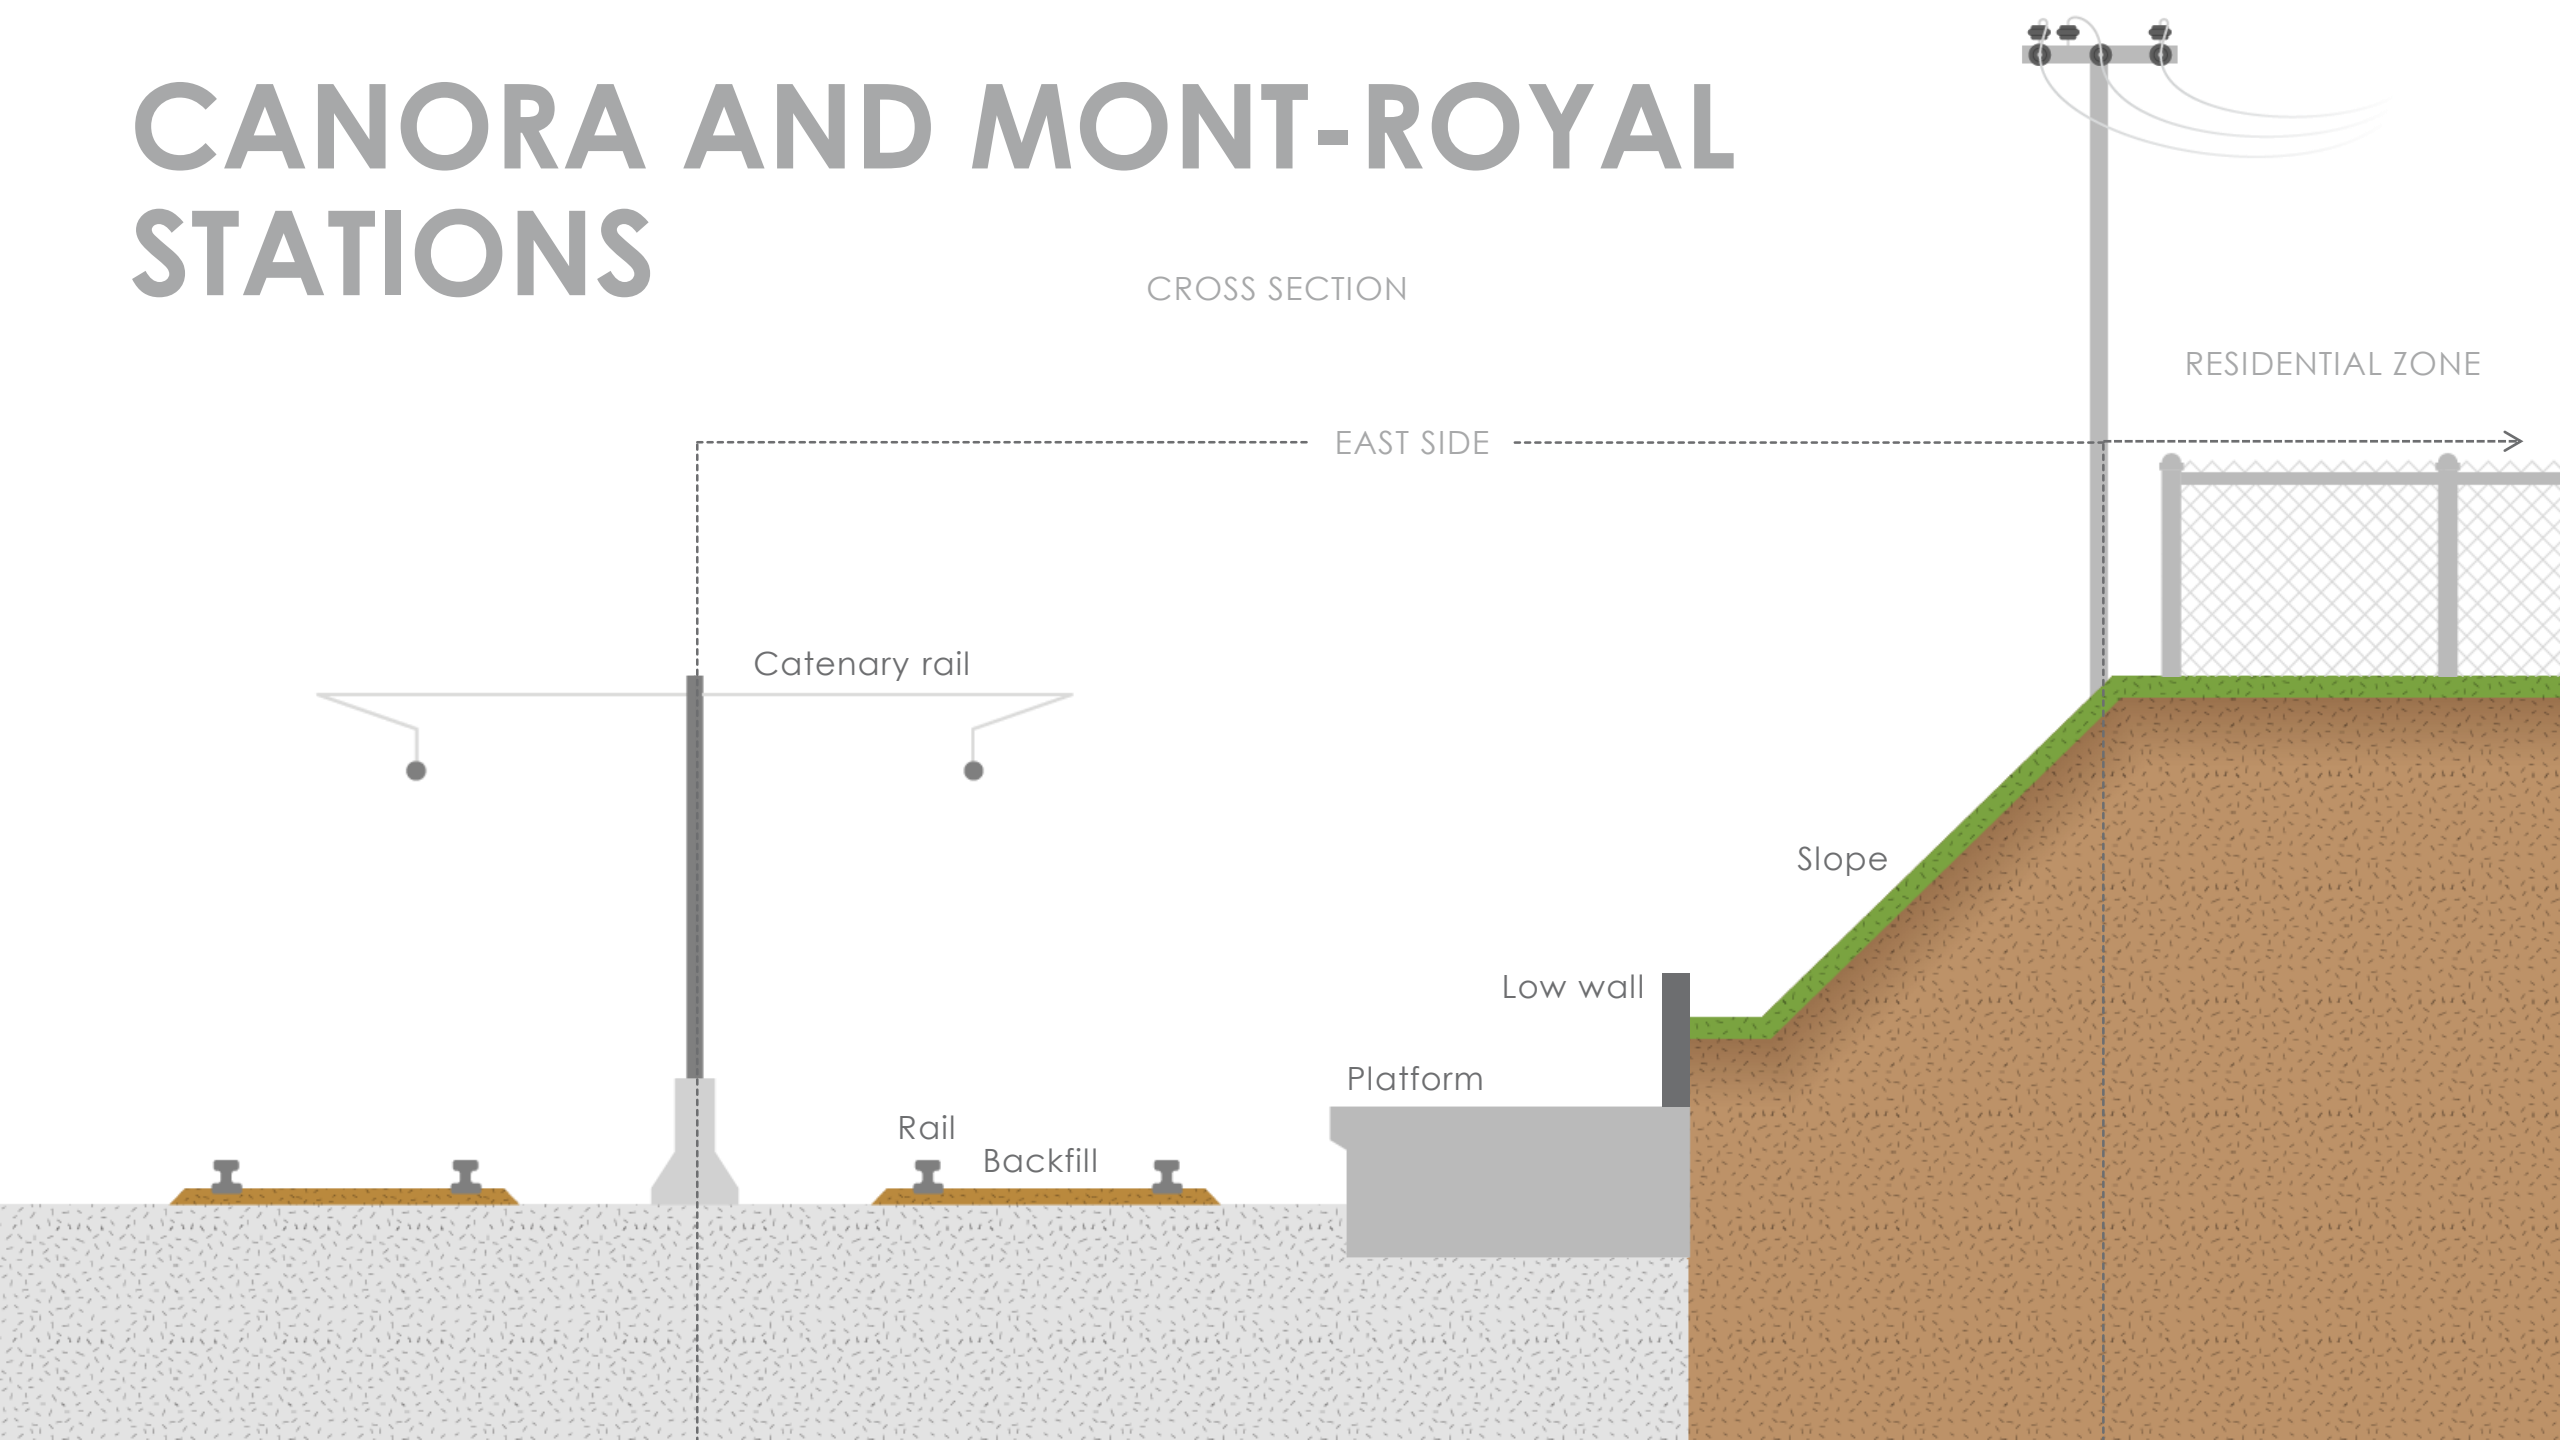 CANORA AND MONT-ROYAL
STATIONS
CROSS SECTION
RESIDENTIAL ZONE
EAST SIDE
Catenary rail
Slope
Low wall
Platform
Rail
Backfill